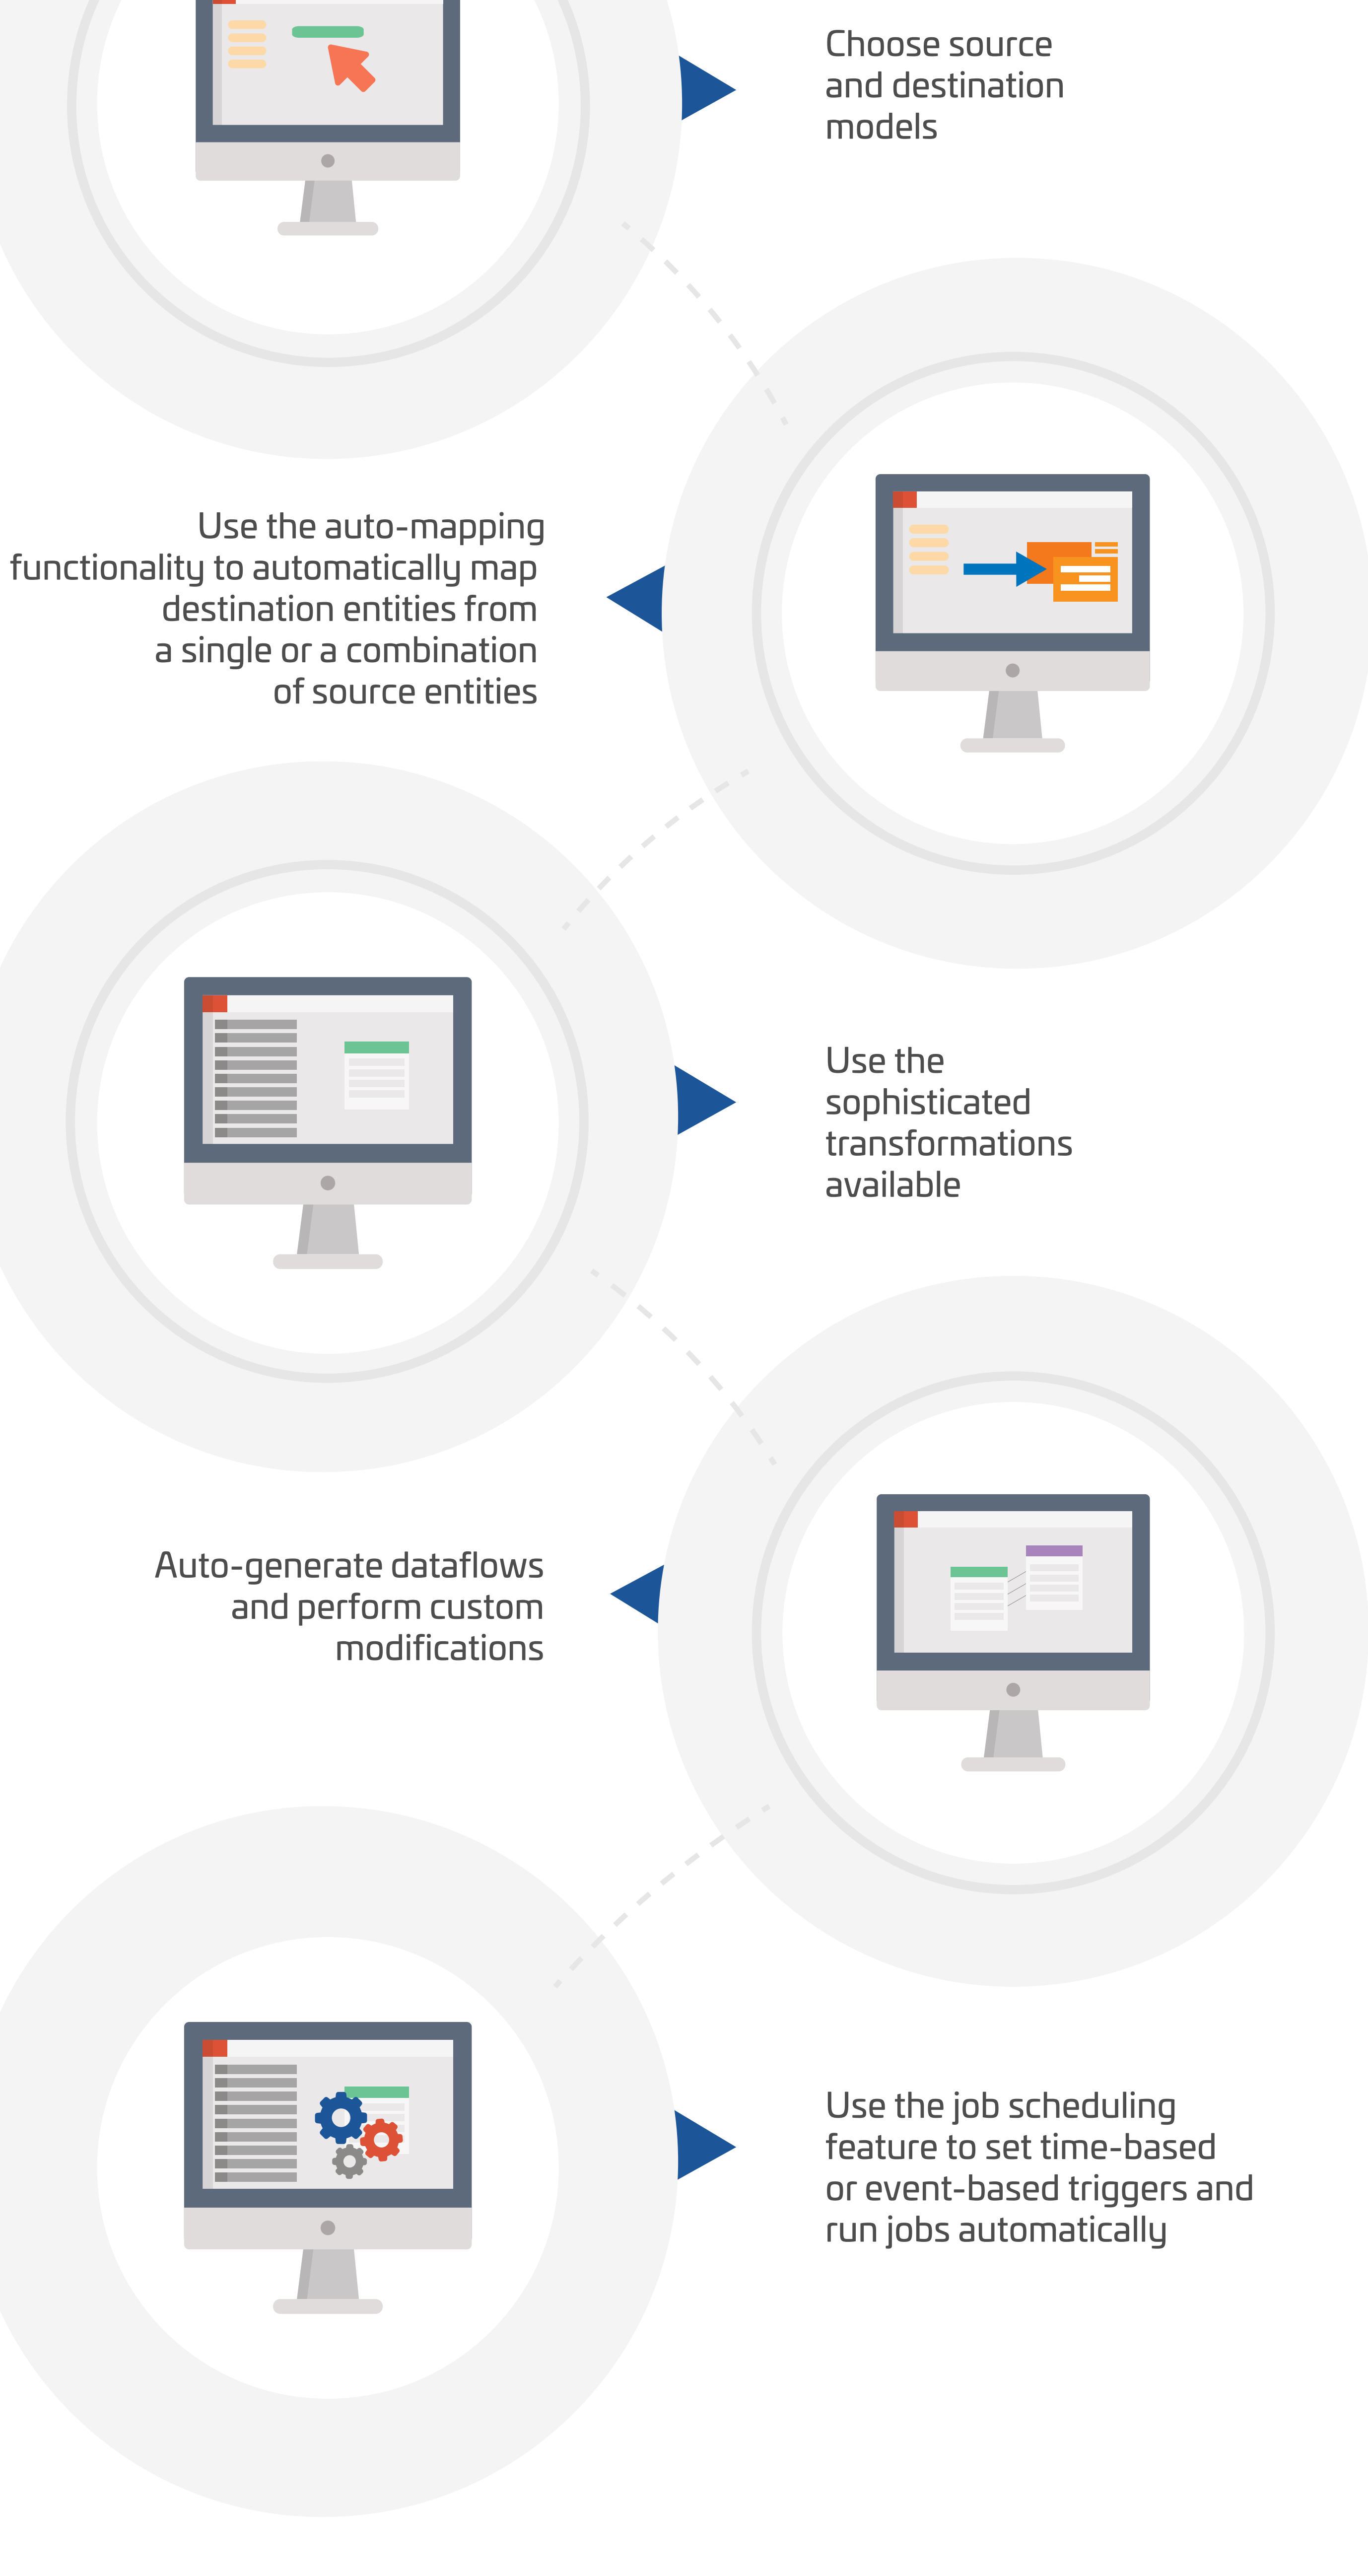 Choose source
and destination
models
Use the auto-mapping
functionality to automatically map
destination entities from
a single or a combination
of source entities
Use the
sophisticated
transformations
available
Auto-generate dataflows
and perform custom
modifications
Use the job scheduling
feature to set time-based
or event-based triggers and
run jobs automatically